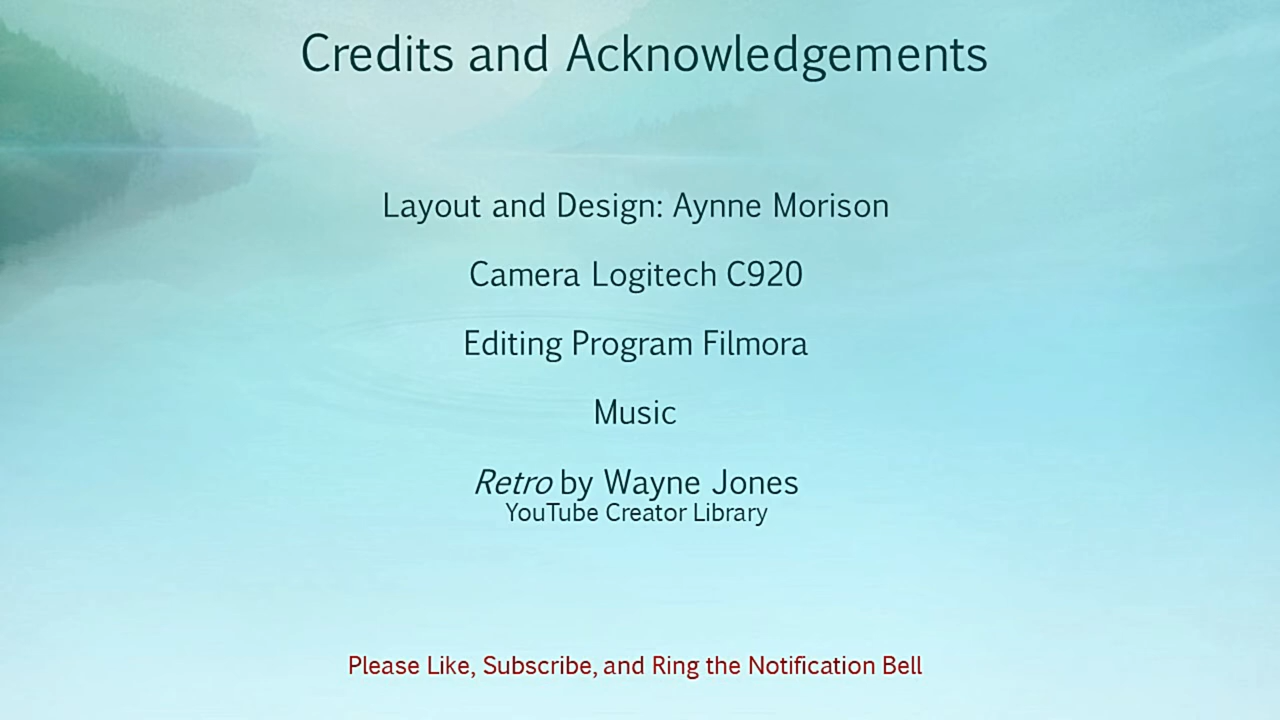 Credits and Acknowledgements
Layout and Design: Aynne Morison
Camera Logitech C920
Editing Program Filmora
Music
Retro by Wayne Jones
YouTube Creator Library
Please Like, Subscribe, and Ring the Notification Bell